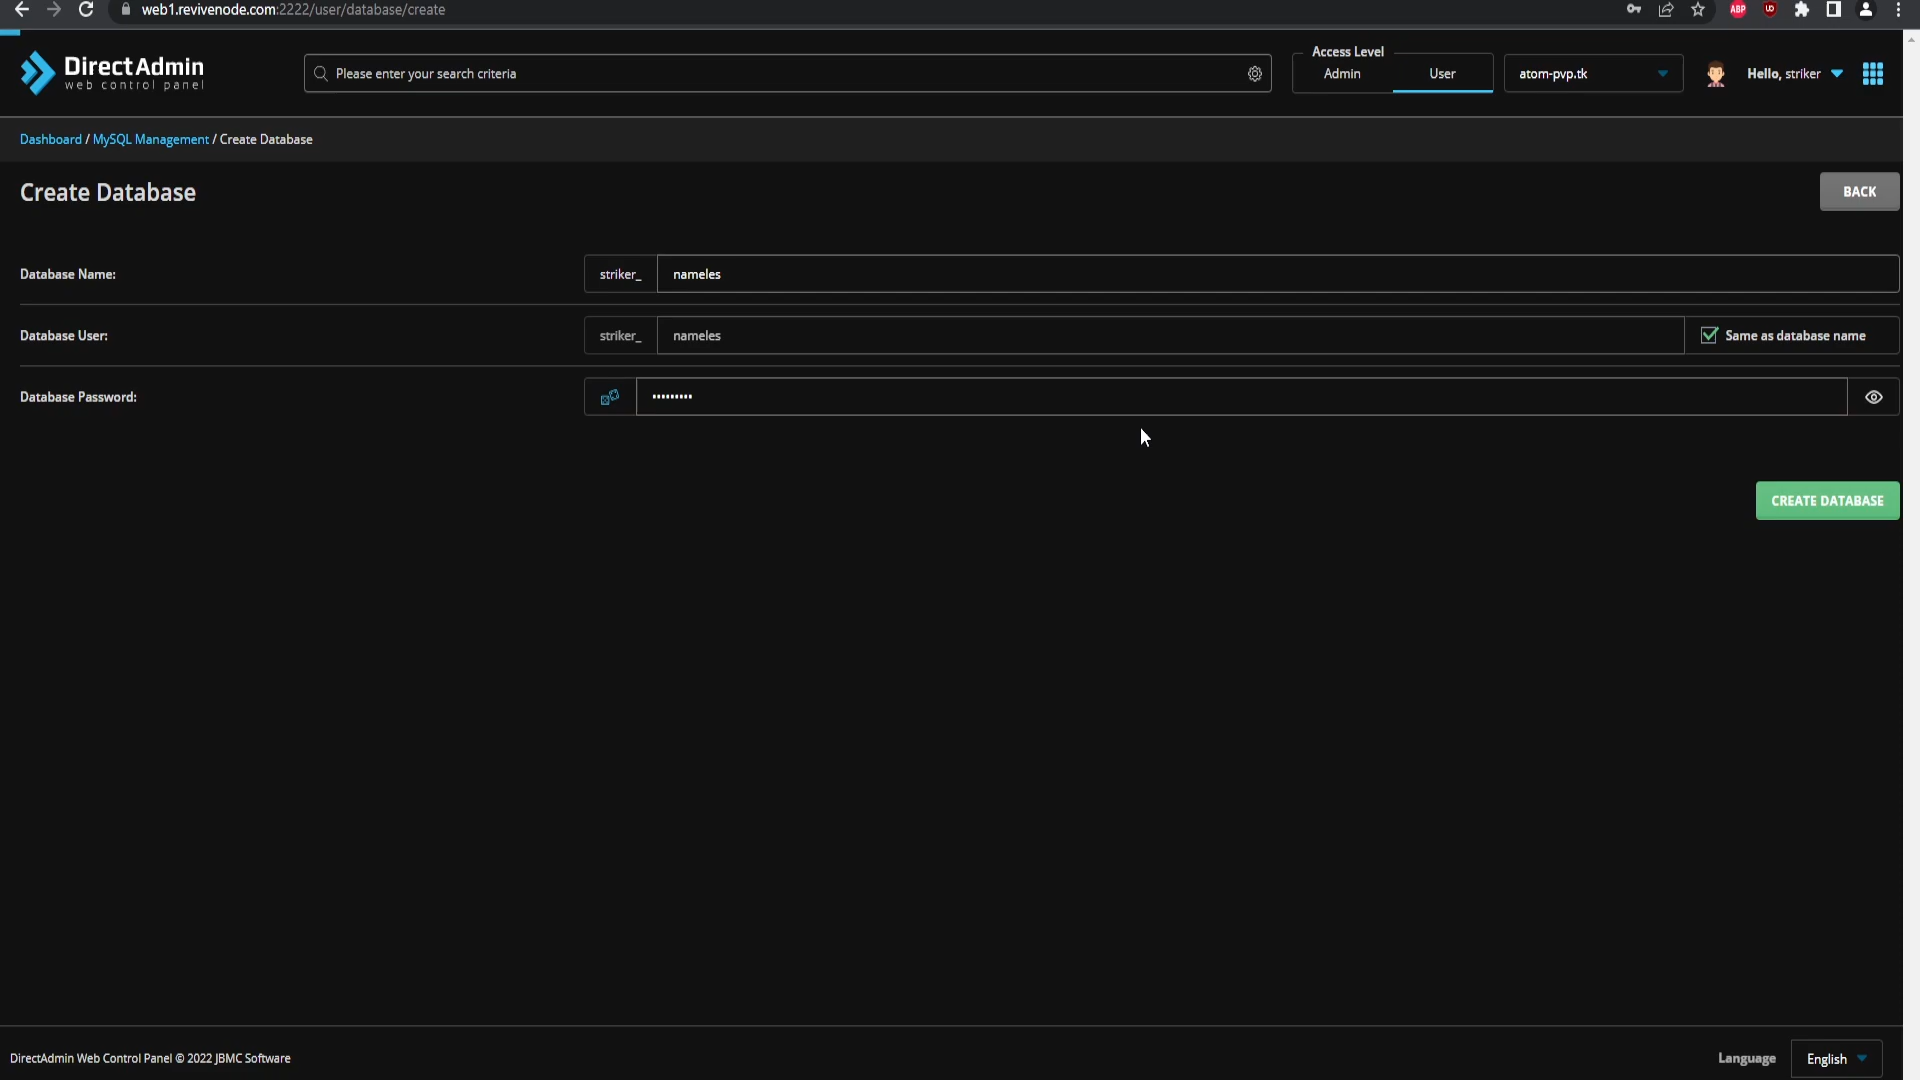 web1.revivenode.com:2222/user/database/create
ABP
DirectAdmin
web control panel
Please enter your search criteria
Access Level
Admin
User
atom-pvp.tk
Hello, striker
Dashboard / MySQL Management / Create Database
Create Database
BACK
Database Name:
striker_
nameles
Database User:
striker_
nameles
Same as database name
Database Password:
•••••••••
CREATE DATABASE
DirectAdmin Web Control Panel © 2022 JBMC Software
Language
English